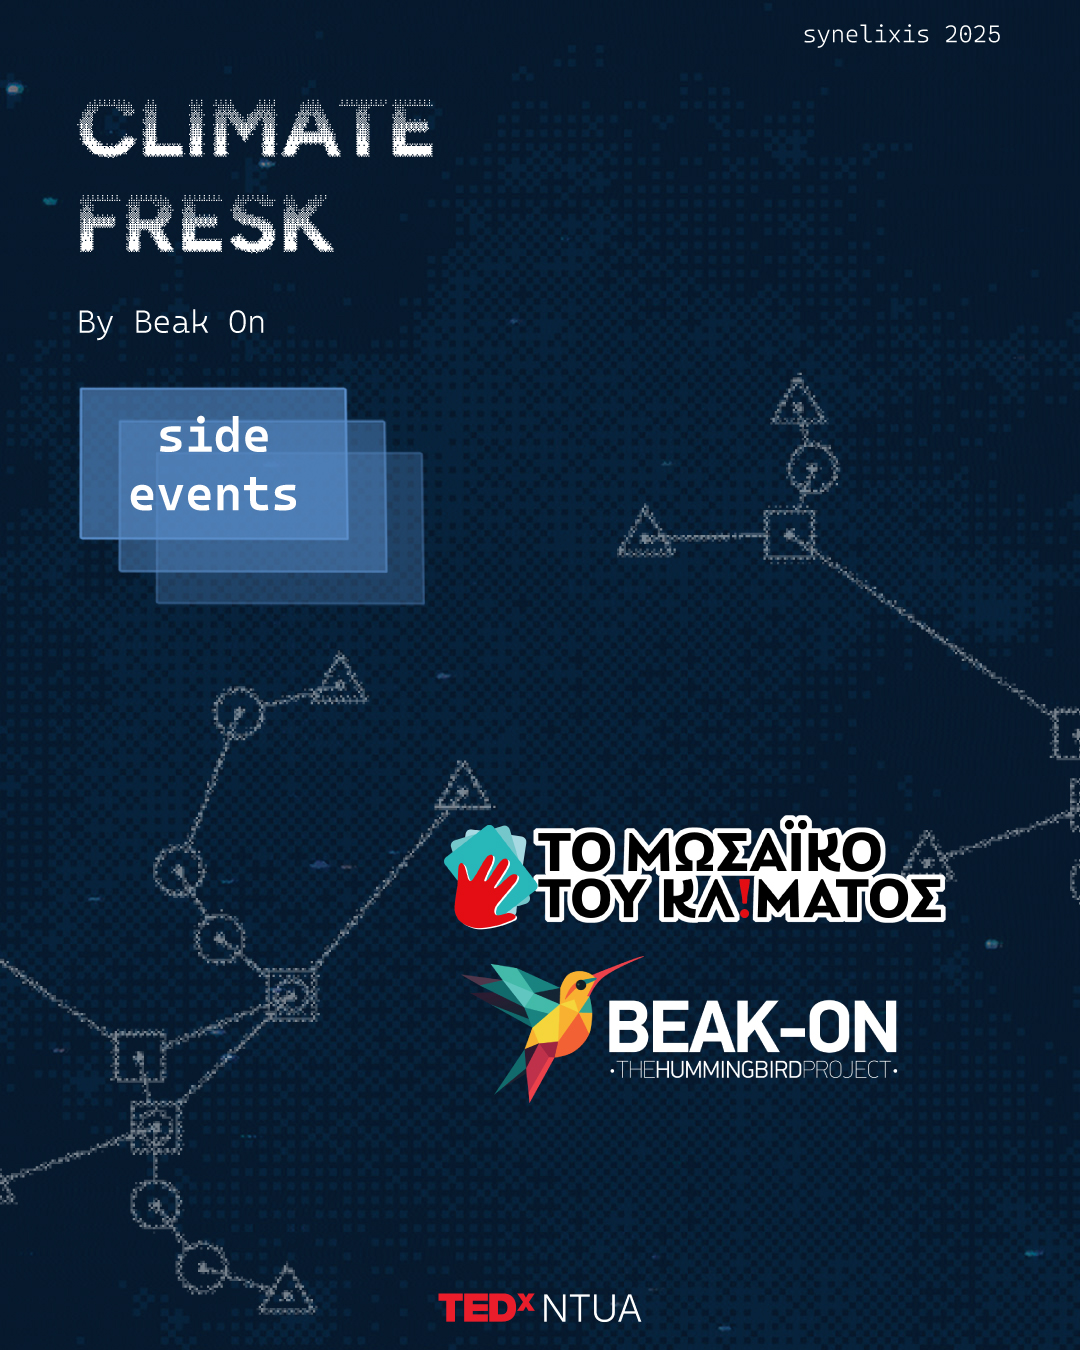 synelixis 2025
CLIMATE
FRESK
By Beak On
side
events
ΤΟ ΜΩΣΑΪΚΟ
ΤΟΥ ΚΛ!ΜΑΤΟΣ
BEAK-ON
•THEHUMMINGBIRDPROJECT•
TEDx NTUA